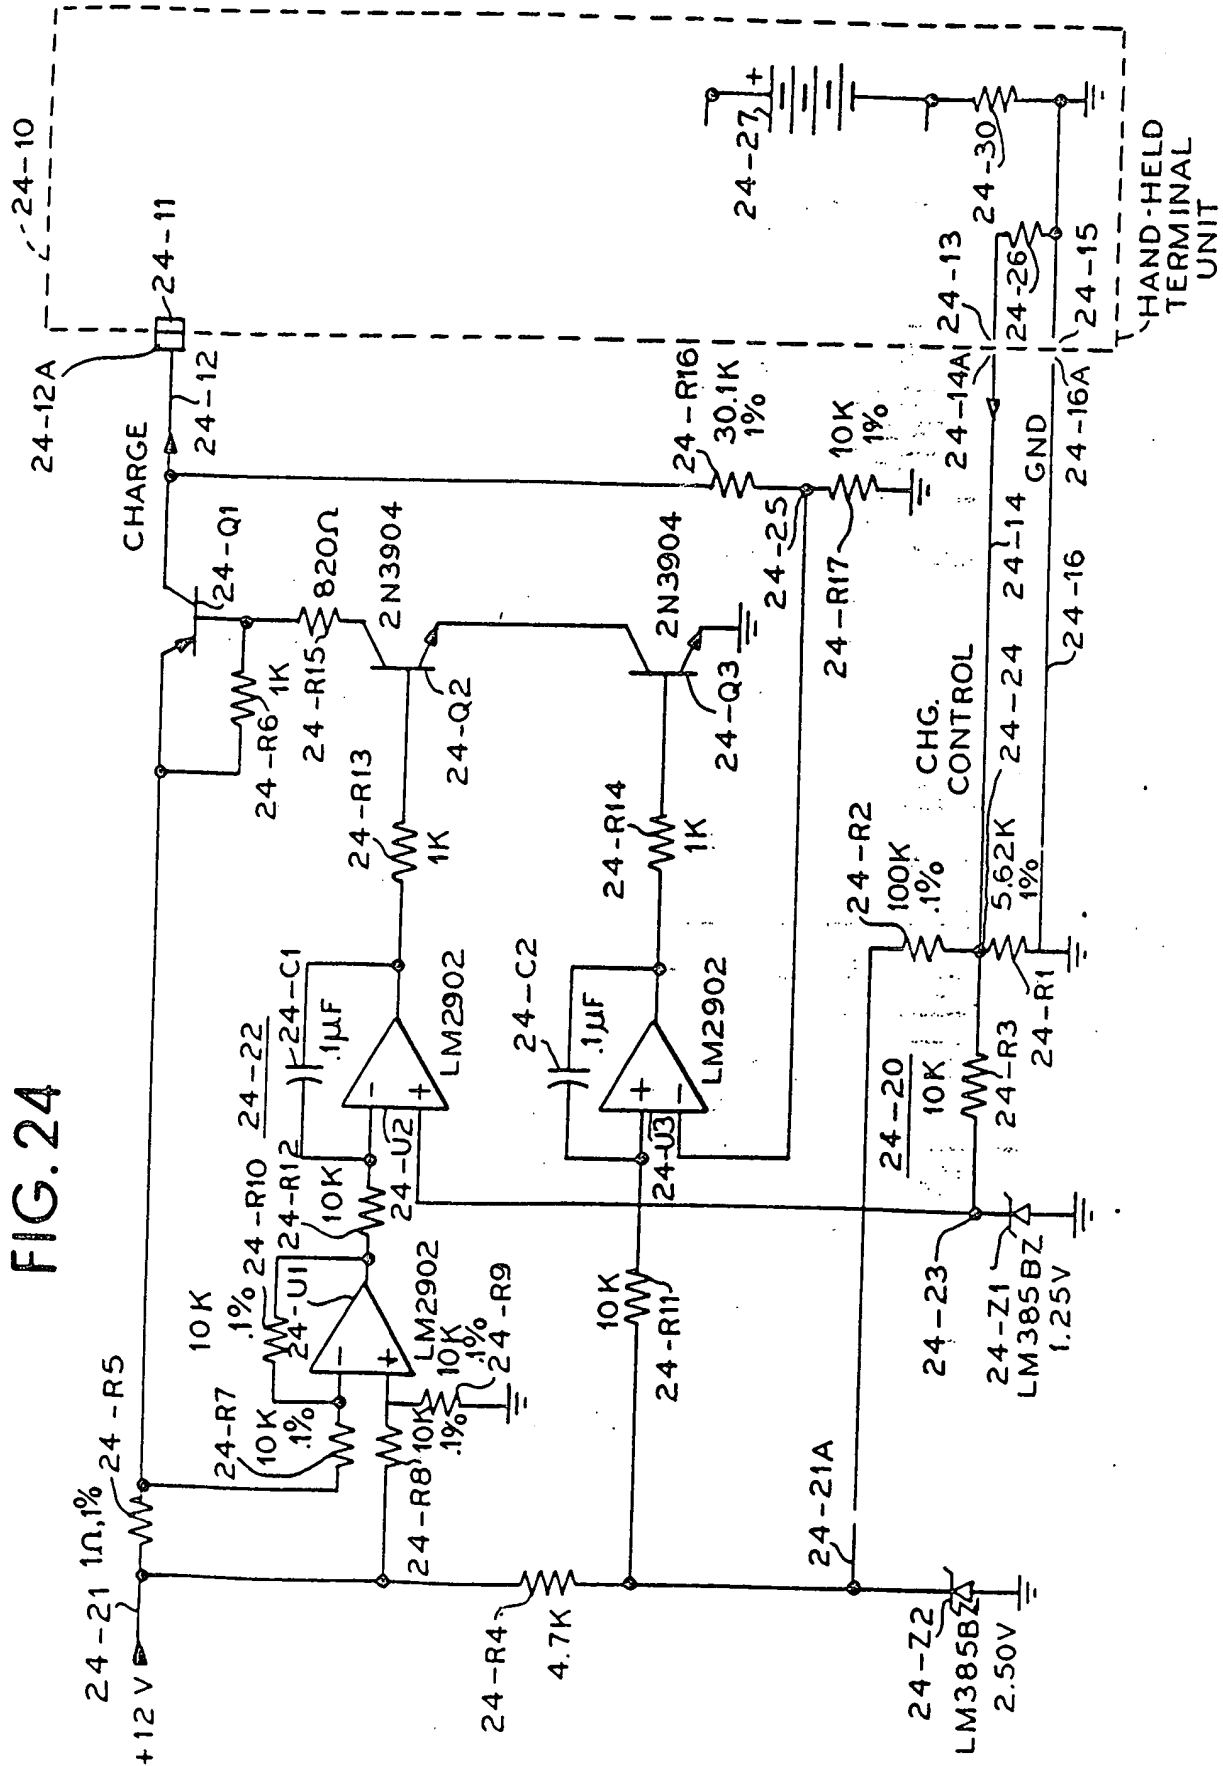 FIG. 24
24-10
24-11
24-12A
24-12
CHARGE
24-Q1
24-R6
1K
24-R15
820Ω
2N3904
24-Q2
24-R13
1K
24-22
24-C1
.1µF
LM2902
24-U2
24-R12
10K
24-R10
10K
.1%
24-U1
LM2902
24-R9
10K
.1%
24-R7
10K
.1%
24-R8
10K
.1%
24-R5
1Ω,1%
24-21
+12 V
24-R4
4.7K
24-R11
10K
24-U3
LM2902
24-C2
.1µF
24-R14
1K
2N3904
24-Q3
24-R16
30.1K
1%
24-25
24-R17
10K
1%
24-27
+
24-30
24-26
24-13
24-15
HAND-HELD
TERMINAL
UNIT
24-14A
24-14
GND
24-16A
24-16
CHG.
CONTROL
24-24
24-R2
100K
.1%
5.62K
1%
24-R1
24-R3
10K
24-20
24-23
24-Z1
LM385BZ
1.25V
24-21A
24-Z2
LM385BZ
2.50V